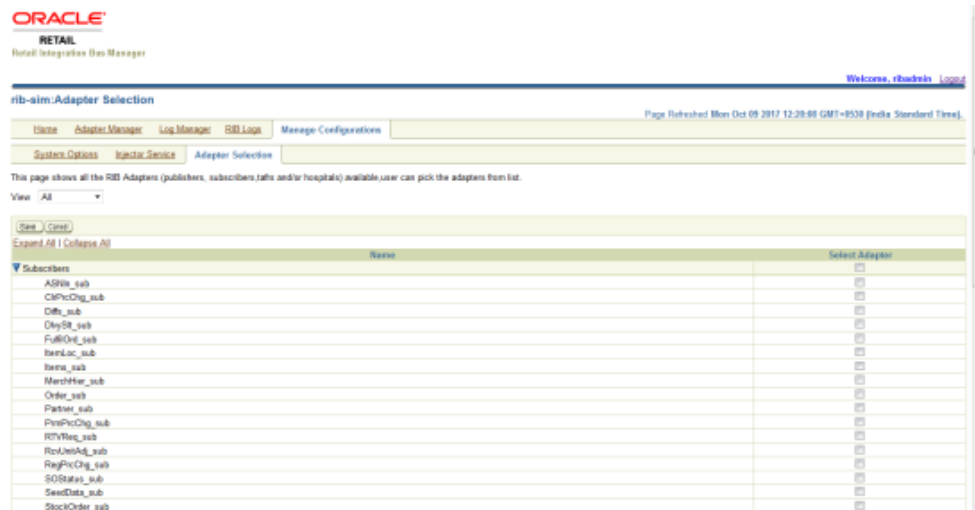 ORACLE'
RETAIL
Retail Integration Bus Manager
Welcome, ribadmin Logout
rib-sim:Adapter Selection
Page Refreshed Mon Oct 09 2017 12:20:08 GMT+0530 (India Standard Time).
Home Adapter Manager Log Manager RIB Logs Manage Configurations
System Options Injector Service Adapter Selection
This page shows all the RIB Adapters (publishers, subscribers,tafrs and/or hospitals) available,user can pick the adapters from list.
View All
Save Cancel
Expand All | Collapse All
Name Select Adapter
Subscribers
ASNIn_sub
ClrPrcChg_sub
Diffs_sub
DlvySlt_sub
FulfilOrd_sub
ItemLoc_sub
Items_sub
MerchHier_sub
Order_sub
Partner_sub
PrmPrcChg_sub
RTVReq_sub
RcvUnitAdj_sub
RegPrcChg_sub
SOStatus_sub
SeedData_sub
StockOrder_sub